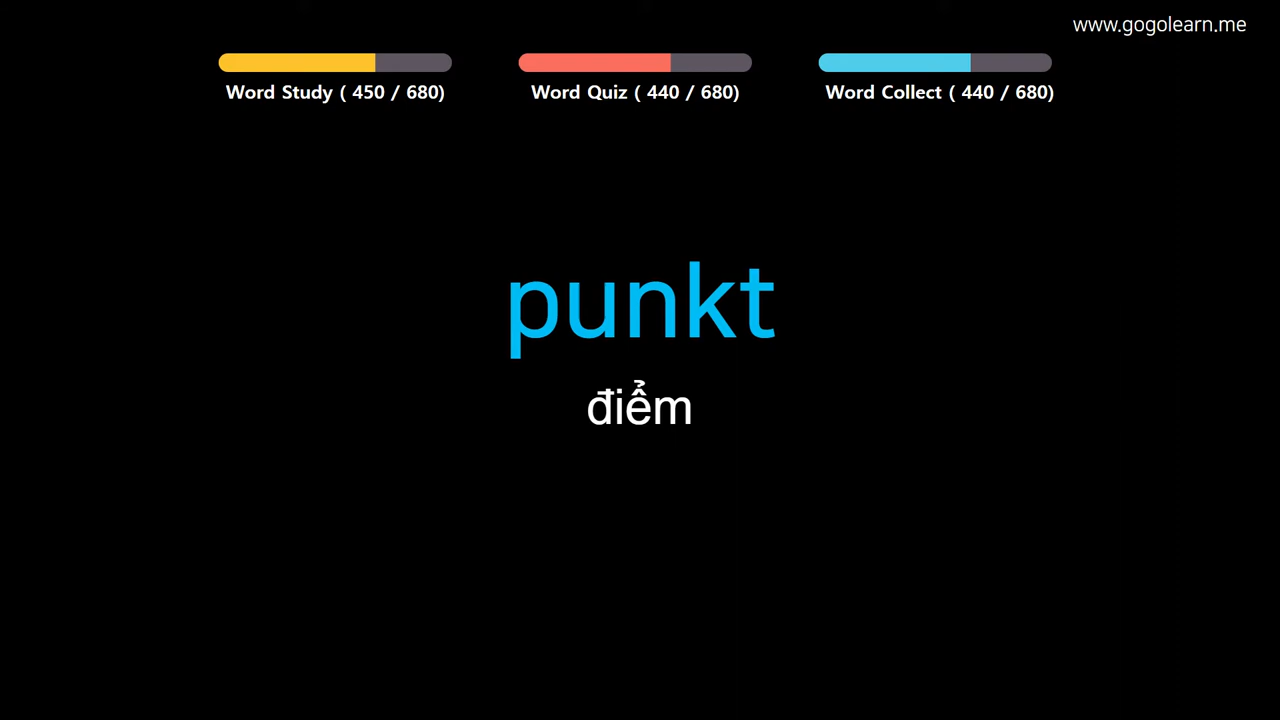 www.gogolearn.me
Word Study ( 450 / 680)
Word Quiz ( 440 / 680)
Word Collect ( 440 / 680)
punkt
điểm